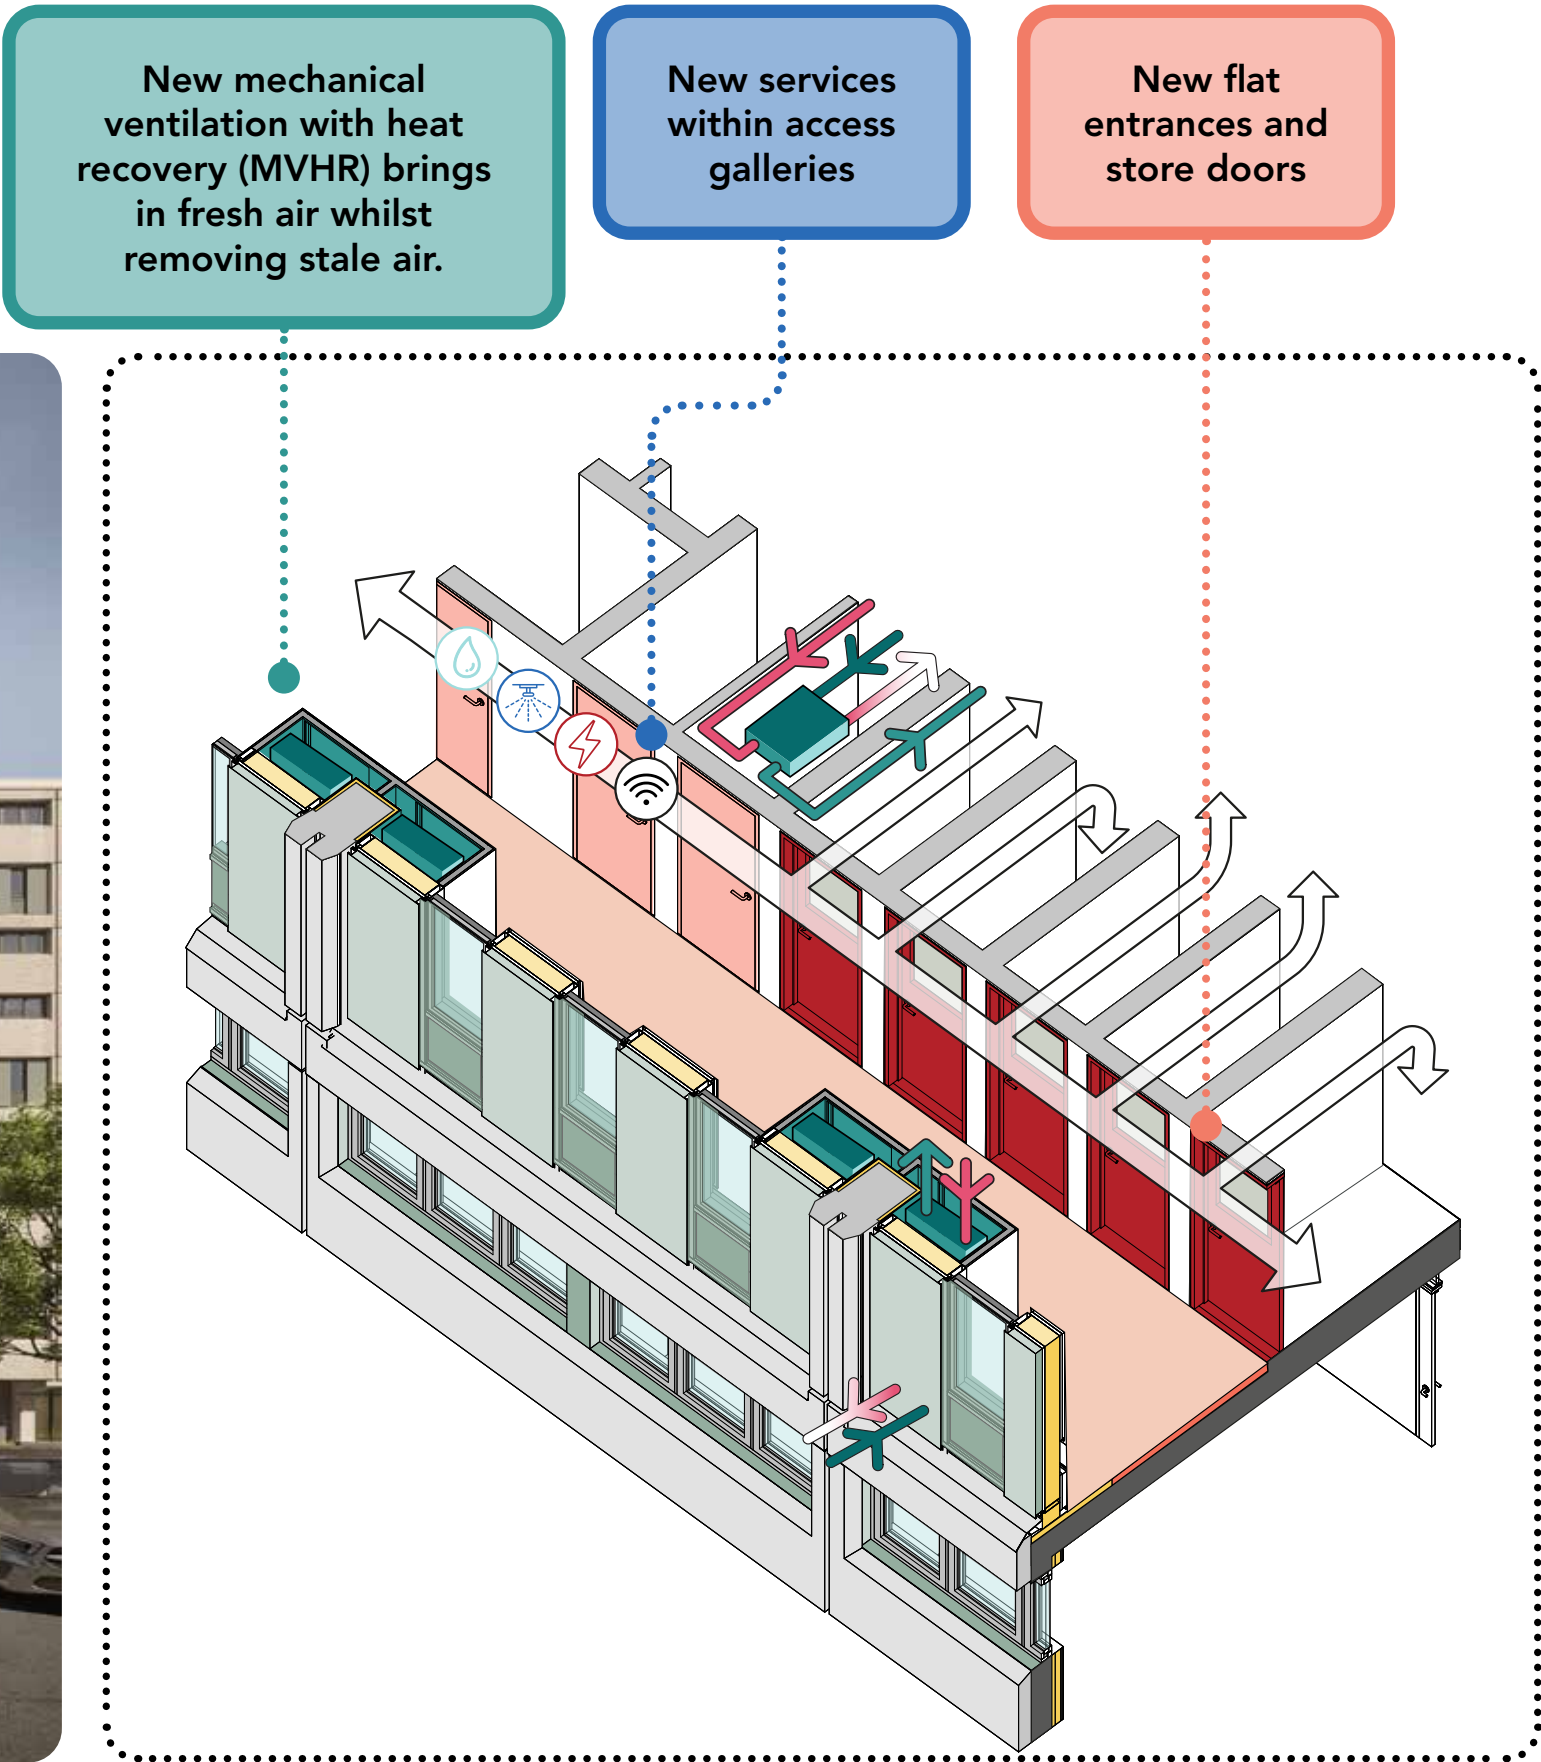 New mechanical
ventilation with heat
recovery (MVHR) brings
in fresh air whilst
removing stale air.
New services
within access
galleries
New flat
entrances and
store doors